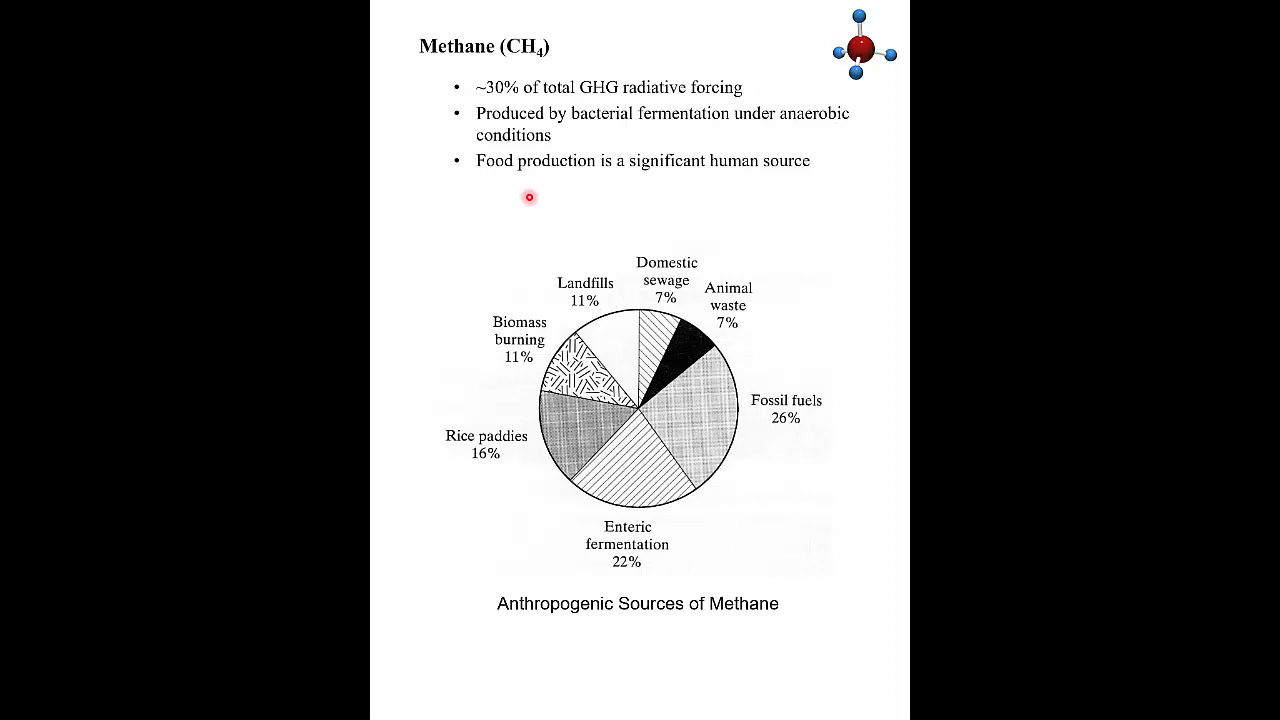 Methane (CH₄)
• ~30% of total GHG radiative forcing
• Produced by bacterial fermentation under anaerobic
conditions
• Food production is a significant human source
Domestic
sewage
7%
Landfills
11%
Animal
waste
7%
Biomass
burning
11%
Fossil fuels
26%
Rice paddies
16%
Enteric
fermentation
22%
Anthropogenic Sources of Methane